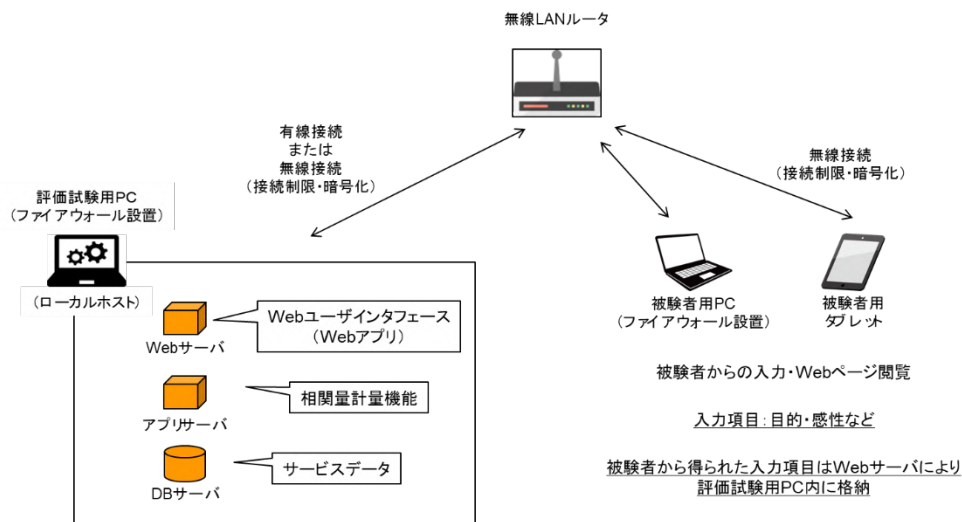 無線LANルータ
有線接続
または
無線接続
(接続制限・暗号化)
無線接続
(接続制限・暗号化)
評価試験用PC
(ファイアウォール設置)
(ローカルホスト)
Webユーザインタフェース
(Webアプリ)
Webサーバ
相関量計量機能
アプリサーバ
サービスデータ
DBサーバ
被験者用PC
(ファイアウォール設置)
被験者用
タブレット
被験者からの入力・Webページ閲覧
入力項目：目的・感性など
被験者から得られた入力項目はWebサーバにより
評価試験用PC内に格納